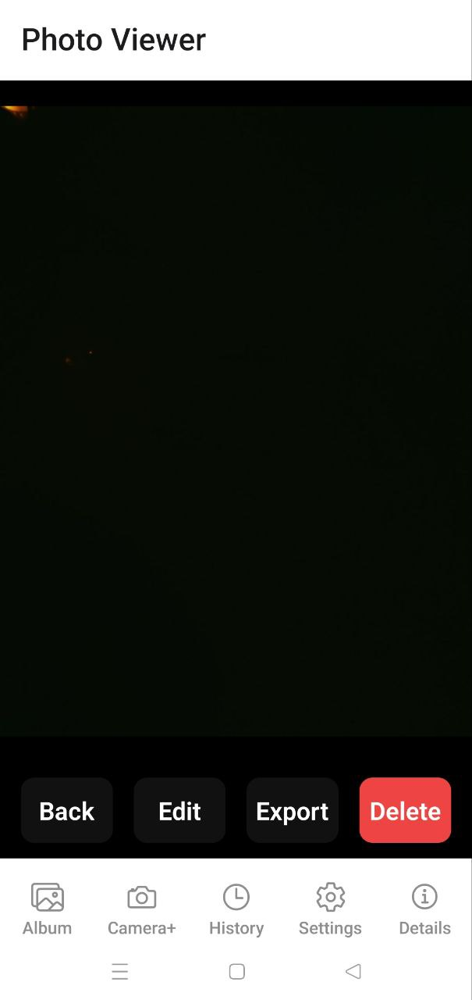 Photo Viewer
Back Edit Export Delete
Album Camera+ History Settings Details